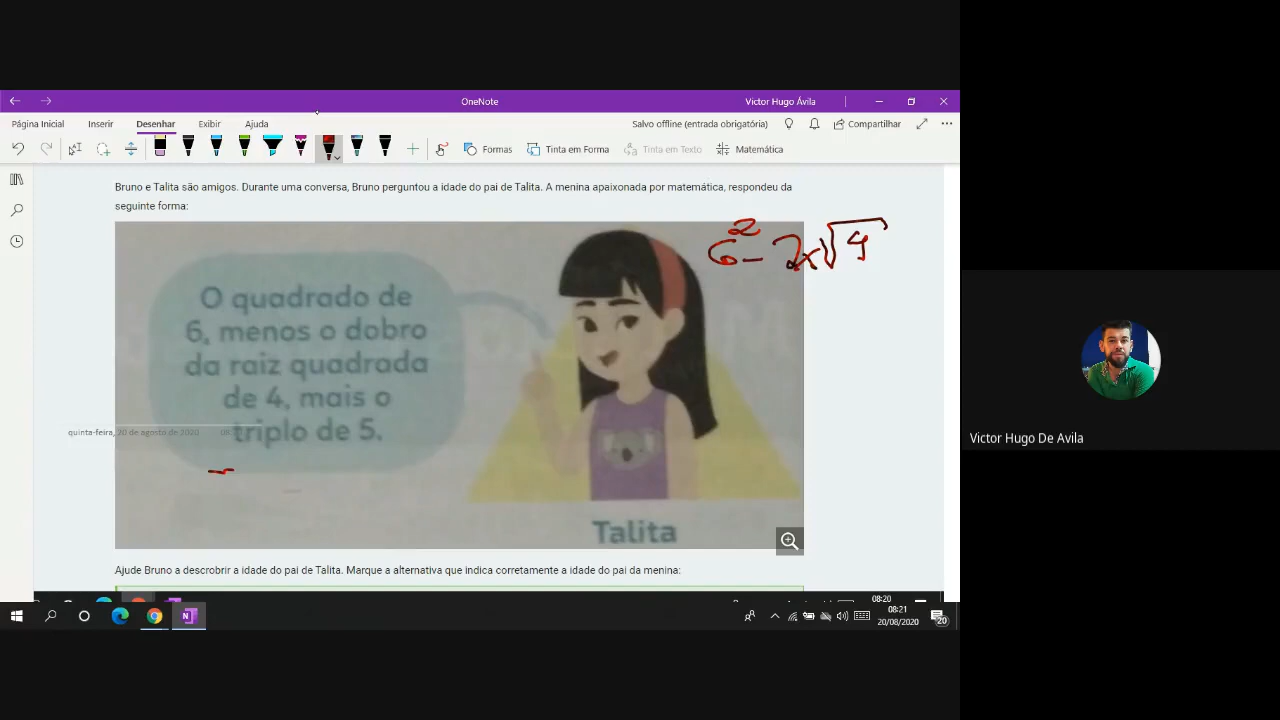 OneNote
Victor Hugo Ávila
Página Inicial
Inserir
Desenhar
Exibir
Ajuda
Salvo offline (entrada obrigatória)
Compartilhar
Formas
Tinta em Forma
Tinta em Texto
Matemática
Bruno e Talita são amigos. Durante uma conversa, Bruno perguntou a idade do pai de Talita. A menina apaixonada por matemática, respondeu da
seguinte forma:
6² - 2x√4
O quadrado de
6, menos o dobro
da raiz quadrada
de 4, mais o
triplo de 5.
quinta-feira, 20 de agosto de 2020
Talita
Victor Hugo De Avila
Ajude Bruno a descrobrir a idade do pai de Talita. Marque a alternativa que indica corretamente a idade do pai da menina:
08:20
08:21
20/08/2020
20